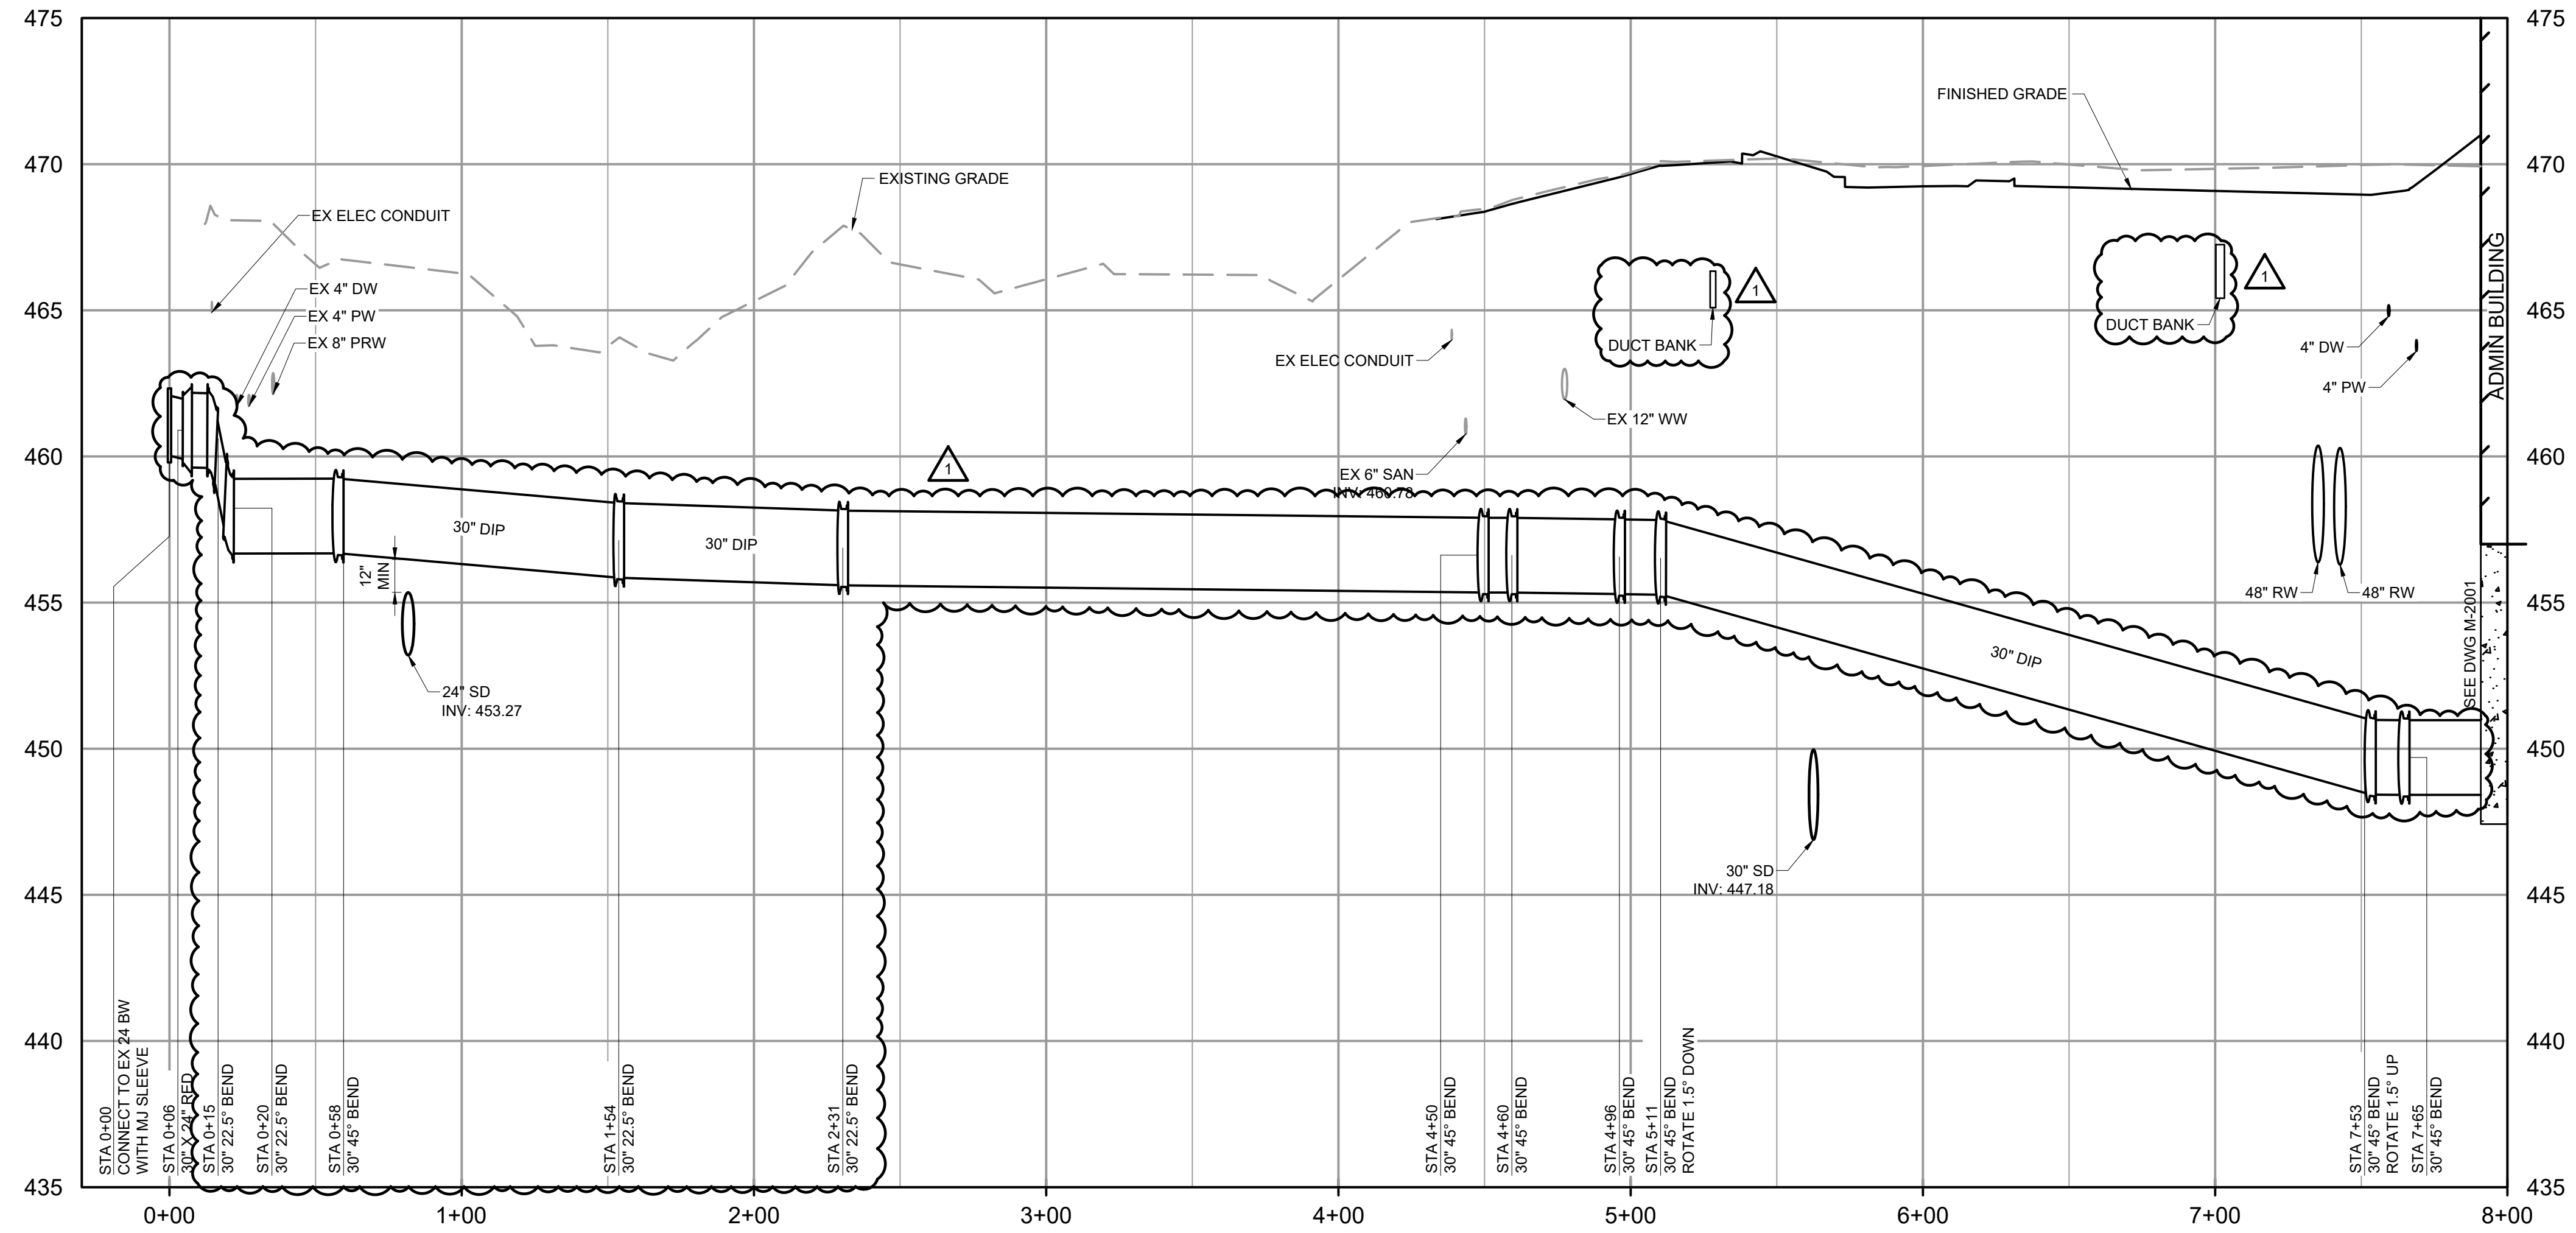 475
475
FINISHED GRADE
470
470
EXISTING GRADE
EX ELEC CONDUIT
EX 4" DW
EX 4" PW
EX 8" PRW
465
465
1
1
DUCT BANK
DUCT BANK
EX ELEC CONDUIT
4" DW
4" PW
ADMIN BUILDING
EX 12" WW
EX 6" SAN
INV: 460.78
460
460
1
30" DIP
30" DIP
12"
MIN
48" RW
48" RW
455
455
SEE DWG M-2001
30" DIP
24" SD
INV: 453.27
450
450
30" SD
INV: 447.18
445
445
440
440
STA 0+00
CONNECT TO EX 24 BW
WITH MJ SLEEVE
STA 0+06
30" X 24" RED
STA 0+15
30" 22.5° BEND
STA 0+20
30" 22.5° BEND
STA 0+58
30" 45° BEND
STA 1+54
30" 22.5° BEND
STA 2+31
30" 22.5° BEND
STA 4+50
30" 45° BEND
STA 4+60
30" 45° BEND
STA 4+96
30" 45° BEND
STA 5+11
30" 45° BEND
ROTATE 1.5° DOWN
STA 7+53
30" 45° BEND
ROTATE 1.5° UP
STA 7+65
30" 45° BEND
435
435
0+00
1+00
2+00
3+00
4+00
5+00
6+00
7+00
8+00